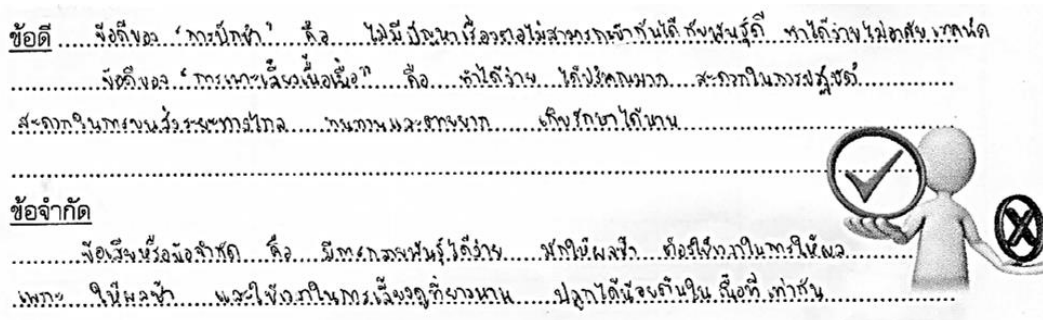 ข้อดี ข้อดีของ "การปักชำ" คือ ไม่มีปัญหาเรื่องรอยไม่สามารถเข้ากันได้ กับพันธุ์ดี ทำได้ง่ายไม่อาศัยเทคนิค
ข้อดีของ "การเพาะเลี้ยงเนื้อเยื่อ" คือ ทำได้ง่าย ได้ปริมาณมาก สะดวกในการปฏิบัติ
สะดวกในการขนส่งระยะทางไกล ทนทานและตายยาก เก็บรักษาได้นาน
ข้อจำกัด
ข้อเสียหรือข้อจำกัด คือ มีการกลายพันธุ์ได้ง่าย มักให้ผลช้า ต้องใช้เวลาในการให้ผล
เพราะ ให้ผลช้า และใช้เวลาในการเลี้ยงดูที่ยาวนาน ปลูกได้น้อยต้นใน เนื้อที่ เท่ากัน